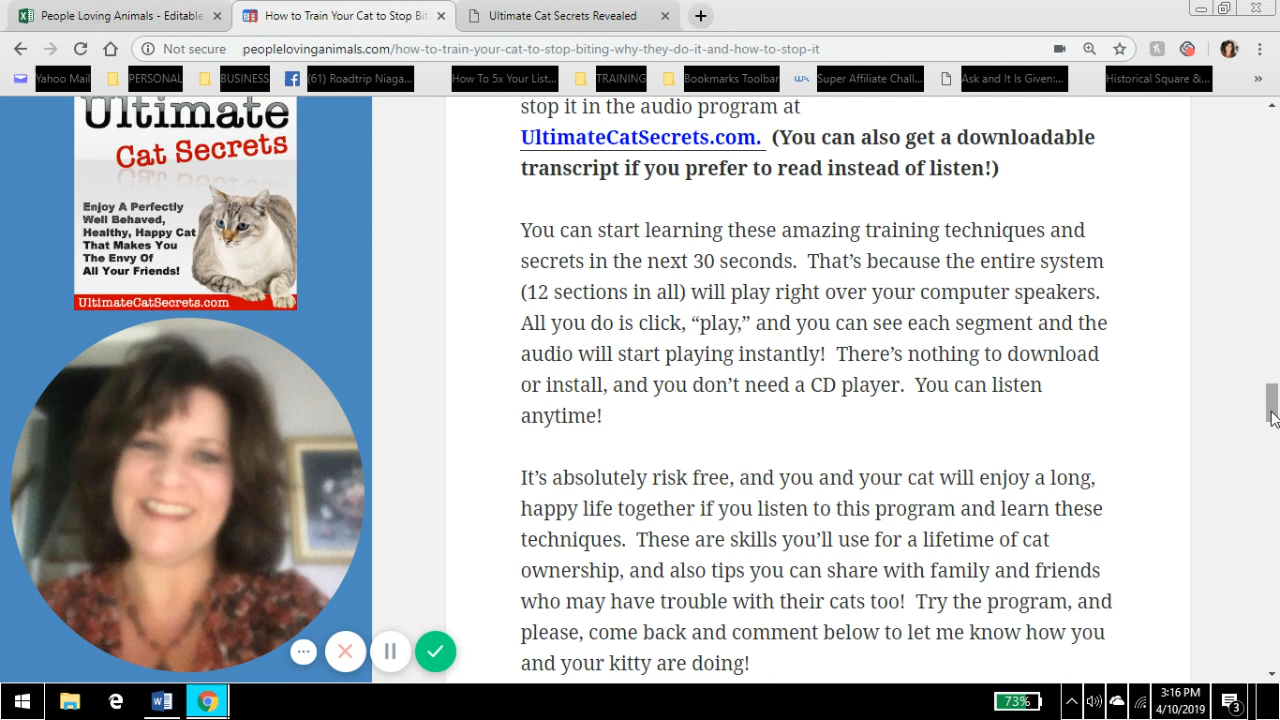 People Loving Animals - Editable
How to Train Your Cat to Stop Bit
Ultimate Cat Secrets Revealed
Not secure
peoplelovinganimals.com/how-to-train-your-cat-to-stop-biting-why-they-do-it-and-how-to-stop-it
Yahoo Mail
PERSONAL
BUSINESS
(61) Roadtrip Niaga...
How To 5x Your List...
TRAINING
Bookmarks Toolbar
Super Affiliate Chall...
Ask and It Is Given:...
Historical Square &...
»
Ultimate
Cat Secrets
Enjoy A Perfectly
Well Behaved,
Healthy, Happy Cat
That Makes You
The Envy Of
All Your Friends!
UltimateCatSecrets.com
stop it in the audio program at
UltimateCatSecrets.com. (You can also get a downloadable
transcript if you prefer to read instead of listen!)
You can start learning these amazing training techniques and
secrets in the next 30 seconds. That’s because the entire system
(12 sections in all) will play right over your computer speakers.
All you do is click, “play,” and you can see each segment and the
audio will start playing instantly! There’s nothing to download
or install, and you don’t need a CD player. You can listen
anytime!
It’s absolutely risk free, and you and your cat will enjoy a long,
happy life together if you listen to this program and learn these
techniques. These are skills you’ll use for a lifetime of cat
ownership, and also tips you can share with family and friends
who may have trouble with their cats too! Try the program, and
please, come back and comment below to let me know how you
and your kitty are doing!
73%
3:16 PM
4/10/2019
3